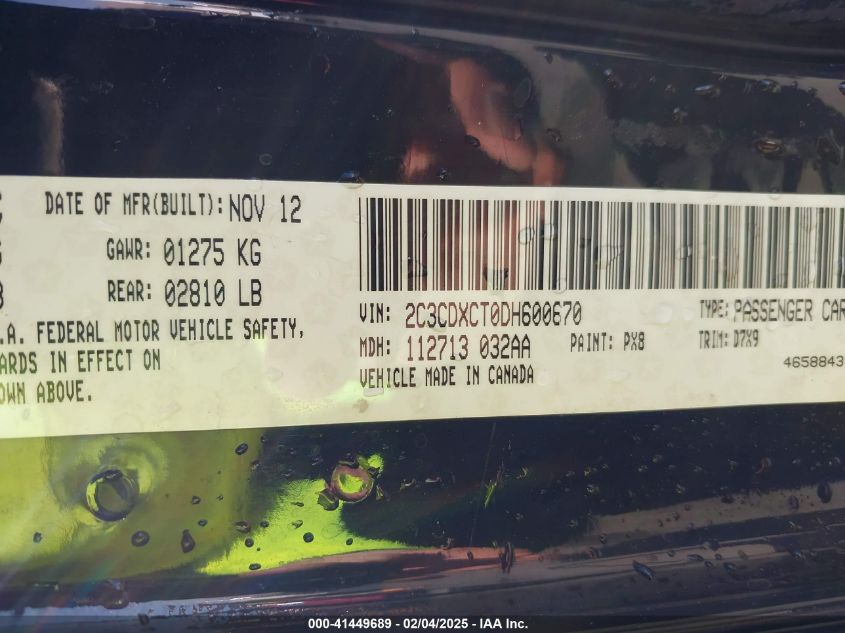 DATE OF MFR(BUILT): NOV 12
GAWR: 01275 KG
REAR: 02810 LB
.A. FEDERAL MOTOR VEHICLE SAFETY,
ARDS IN EFFECT ON
OWN ABOVE.
VIN: 2C3CDXCT0DH600670 TYPE: PASSENGER CAR
MDH: 112713 032AA PAINT: PX8 TRIM: D7X9
VEHICLE MADE IN CANADA
4658843
000-41449689 - 02/04/2025 - IAA Inc.